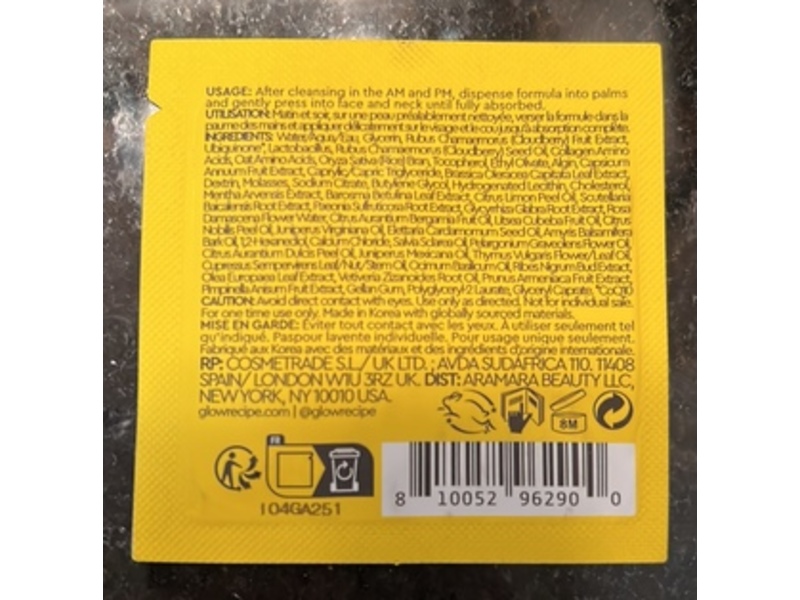 USAGE: After cleansing in the AM and PM, dispense formula into palms
and gently press into face and neck until fully absorbed.
UTILISATION: Matin et soir, sur une peau préalablement nettoyée, verser la formule dans la
paume des mains et appliquer délicatement sur le visage et le cou jusqu'à absorption complète.
INGREDIENTS: Water/Aqua/Eau, Glycerin, Rubus Chamaemorus (Cloudberry) Fruit Extract,
Ubiquinone*, Lactobacillus, Rubus Chamaemorus (Cloudberry) Seed Oil, Collagen Amino
Acids, Oat Amino Acids, Oryza Sativa (Rice) Bran, Tocopherol, Ethyl Olivate, Algin, Capsicum
Annuum Fruit Extract, Caprylic/Capric Triglyceride, Brassica Oleracea Capitata Leaf Extract,
Dextrin, Molasses, Sodium Citrate, Butylene Glycol, Hydrogenated Lecithin, Cholesterol,
Mentha Arvensis Extract, Barosma Betulina Leaf Extract, Citrus Limon Peel Oil, Scutellaria
Baicalensis Root Extract, Paeonia Suffruticosa Root Extract, Glycyrrhiza Glabra Root Extract, Rosa
Damascena Flower Water, Citrus Aurantium Bergamia Fruit Oil, Litsea Cubeba Fruit Oil, Citrus
Nobilis Peel Oil, Juniperus Virginiana Oil, Elettaria Cardamomum Seed Oil, Amyris Balsamifera
Bark Oil, 1,2-Hexanediol, Calcium Chloride, Salvia Sclarea Oil, Pelargonium Graveolens Flower Oil,
Citrus Aurantium Dulcis Peel Oil, Juniperus Mexicana Oil, Thymus Vulgaris Flower/Leaf Oil,
Cupressus Sempervirens Leaf/Nut/Stem Oil, Ocimum Basilicum Oil, Ribes Nigrum Bud Extract,
Olea Europaea Leaf Extract, Vetiveria Zizanoides Root Oil, Prunus Armeniaca Fruit Extract,
Pimpinella Anisum Fruit Extract, Gellan Gum, Polyglyceryl-2 Laurate, Glyceryl Caprate, *CoQ10
CAUTION: Avoid direct contact with eyes. Use only as directed. Not for individual sale.
For one time use only. Made in Korea with globally sourced materials.
MISE EN GARDE: Éviter tout contact avec les yeux. À utiliser seulement tel
qu'indiqué. Pas pour la vente individuelle. Pour usage unique seulement.
Fabriqué aux Korea avec des matériaux et des ingrédients d'origine internationale.
RP: COSMETRADE S.L./ UK LTD. ; AVDA SUDÁFRICA 110. 11408
SPAIN/ LONDON W1U 3RZ UK. DIST: ARAMARA BEAUTY LLC,
NEW YORK, NY 10010 USA.
glowrecipe.com | @glowrecipe
8M
FR
I04GA251
8 10052 96290 0